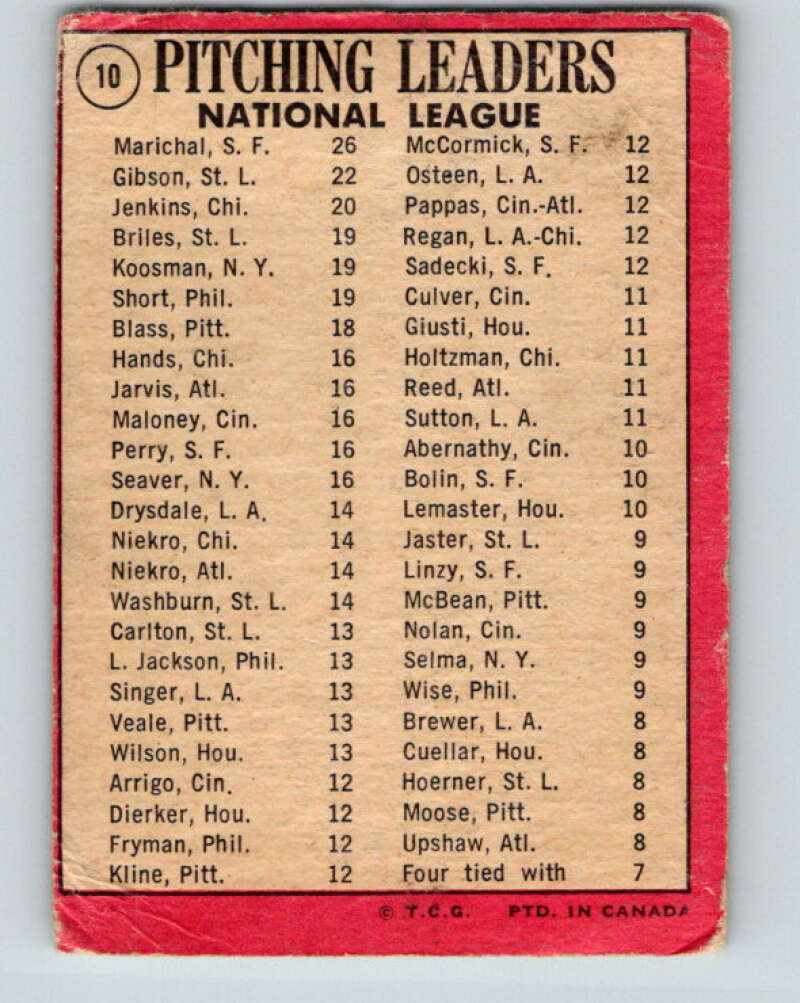 10 PITCHING LEADERS
NATIONAL LEAGUE
Marichal, S. F. 26
Gibson, St. L. 22
Jenkins, Chi. 20
Briles, St. L. 19
Koosman, N. Y. 19
Short, Phil. 19
Blass, Pitt. 18
Hands, Chi. 16
Jarvis, Atl. 16
Maloney, Cin. 16
Perry, S. F. 16
Seaver, N. Y. 16
Drysdale, L. A. 14
Niekro, Chi. 14
Niekro, Atl. 14
Washburn, St. L. 14
Carlton, St. L. 13
L. Jackson, Phil. 13
Singer, L. A. 13
Veale, Pitt. 13
Wilson, Hou. 13
Arrigo, Cin. 12
Dierker, Hou. 12
Fryman, Phil. 12
Kline, Pitt. 12
McCormick, S. F. 12
Osteen, L. A. 12
Pappas, Cin.-Atl. 12
Regan, L. A.-Chi. 12
Sadecki, S. F. 12
Culver, Cin. 11
Giusti, Hou. 11
Holtzman, Chi. 11
Reed, Atl. 11
Sutton, L. A. 11
Abernathy, Cin. 10
Bolin, S. F. 10
Lemaster, Hou. 10
Jaster, St. L. 9
Linzy, S. F. 9
McBean, Pitt. 9
Nolan, Cin. 9
Selma, N. Y. 9
Wise, Phil. 9
Brewer, L. A. 8
Cuellar, Hou. 8
Hoerner, St. L. 8
Moose, Pitt. 8
Upshaw, Atl. 8
Four tied with 7
© T.C.G. PTD. IN CANADA